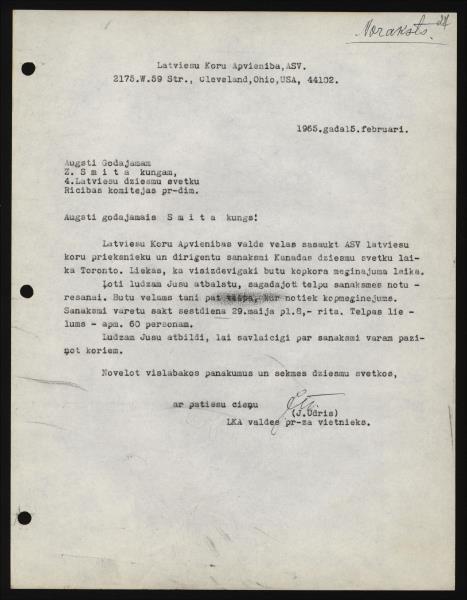 Noraksts. 24
Latviesu Koru Apvieniba,ASV.
2175.W.59 Str., Cleveland,Ohio,USA, 44102.
1965.gada15.februari.
Augsti Godajamam
Z. S m i t a kungam,
4.Latviesu dziesmu svetku
Ricibas komitejas pr-dim.
Augsti godajamais S m i t a kungs!
Latviesu Koru Apvienibas valde velas sasaukt ASV latviesu
koru prieksnieku un dirigentu sanaksmi Kanadas dziesmu svetku lai-
ka Toronto. Liekas, ka visizdevigaki butu kopkora meginajuma laika.
Ļoti ludzam Jusu atbalstu, sagadajot telpu sanaksmes notu -
resanai. Butu velams tani pat kur notiek kopmeginejums.
Sanaksmi varetu sakt sestdiena 29.maija pl.8,- rita. Telpas lie -
lums - apm. 60 personam.
Ludzam Jusu atbildi, lai savlaicigi par sanaksmi varam pazi-
ņot koriem.
Novelot vislabakos panakumus un sekmes dziesmu svetkos,
ar patiesu cieņu
(J.Udris)
LKA valdes pr-za vietnieks.